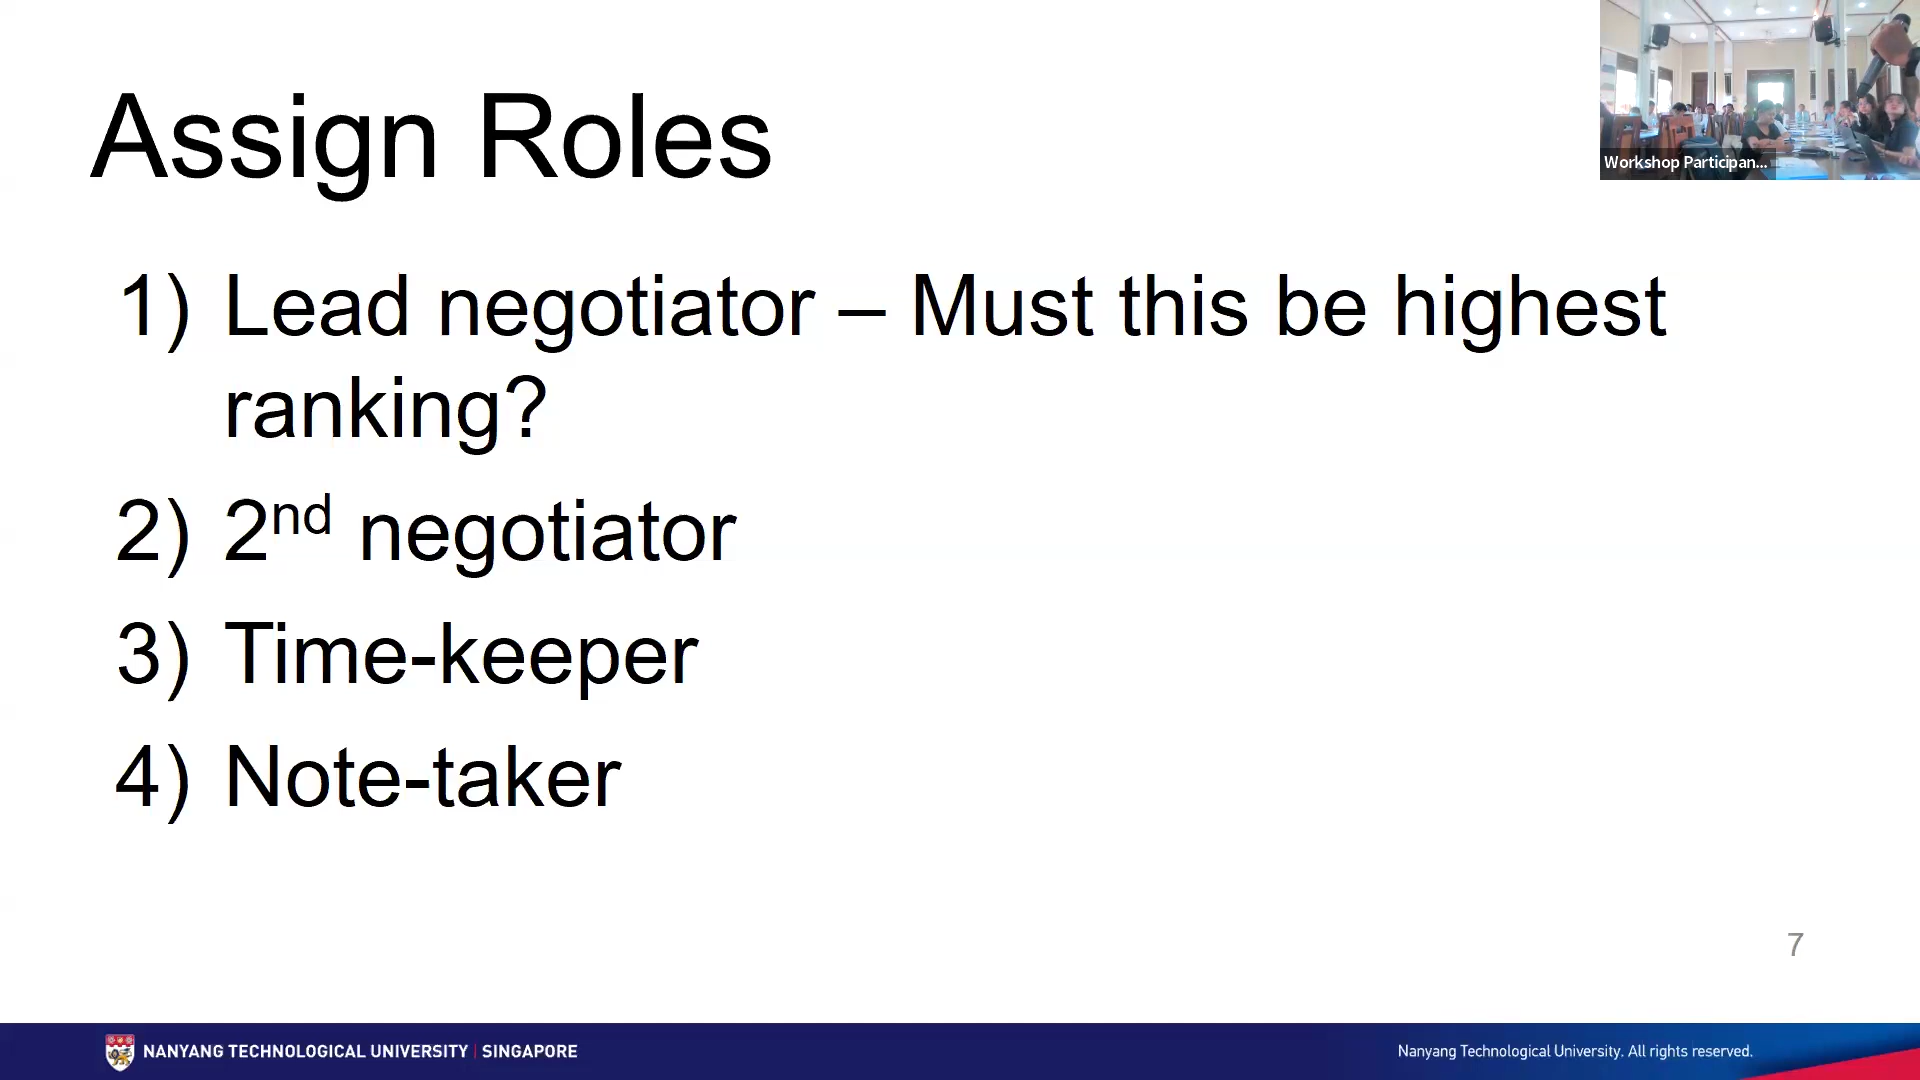 Assign Roles
Workshop Participan...
1) Lead negotiator – Must this be highest
ranking?
2) 2nd negotiator
3) Time-keeper
4) Note-taker
7
NANYANG TECHNOLOGICAL UNIVERSITY | SINGAPORE
Nanyang Technological University. All rights reserved.